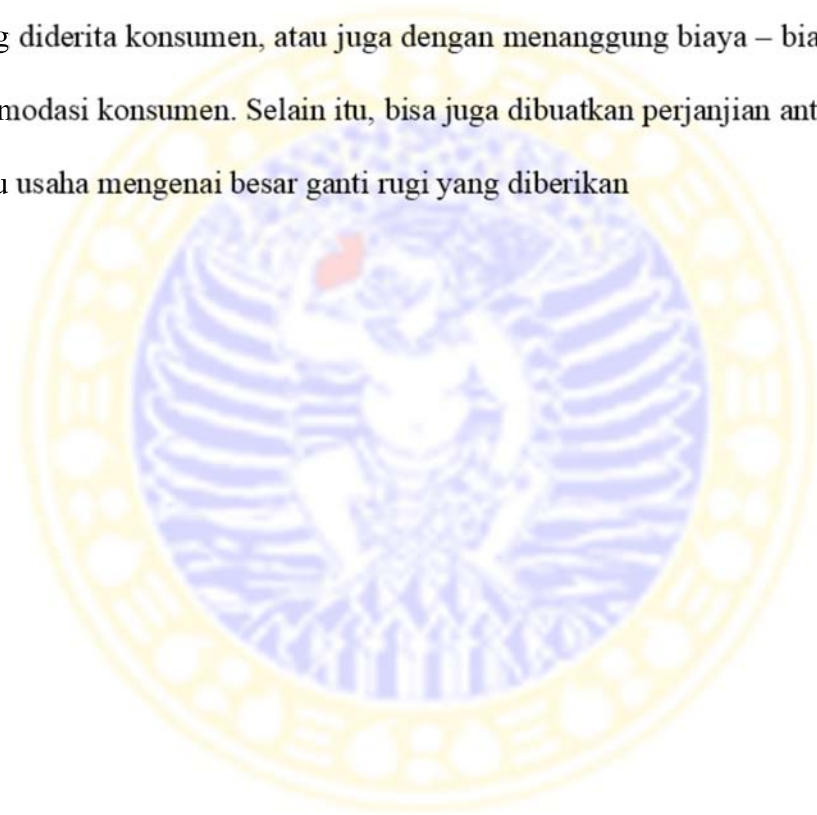 g diderita konsumen, atau juga dengan menanggung biaya – bia
modasi konsumen. Selain itu, bisa juga dibuatkan perjanjian ant
u usaha mengenai besar ganti rugi yang diberikan